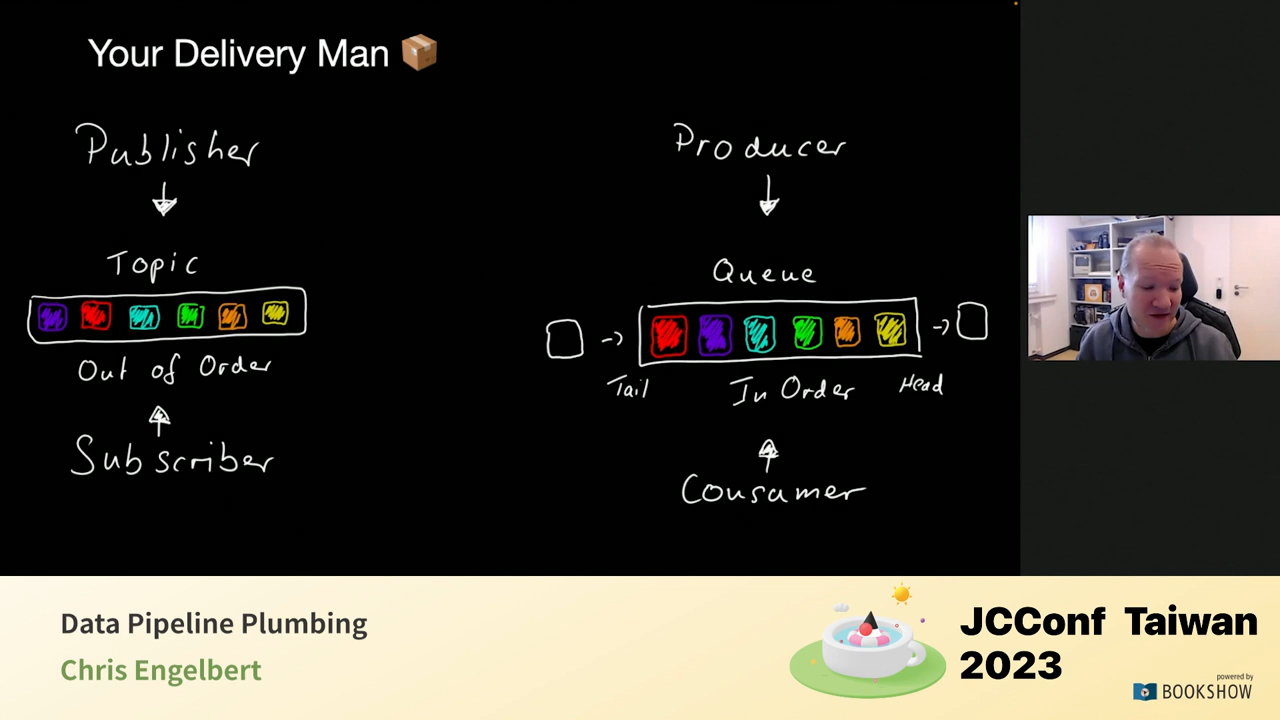 Your Delivery Man 📦
Publisher
Topic
Out of Order
Subscriber
Producer
Queue
Tail
In Order
Head
Consumer
Data Pipeline Plumbing
Chris Engelbert
JCConf Taiwan
2023
powered by
BOOKSHOW